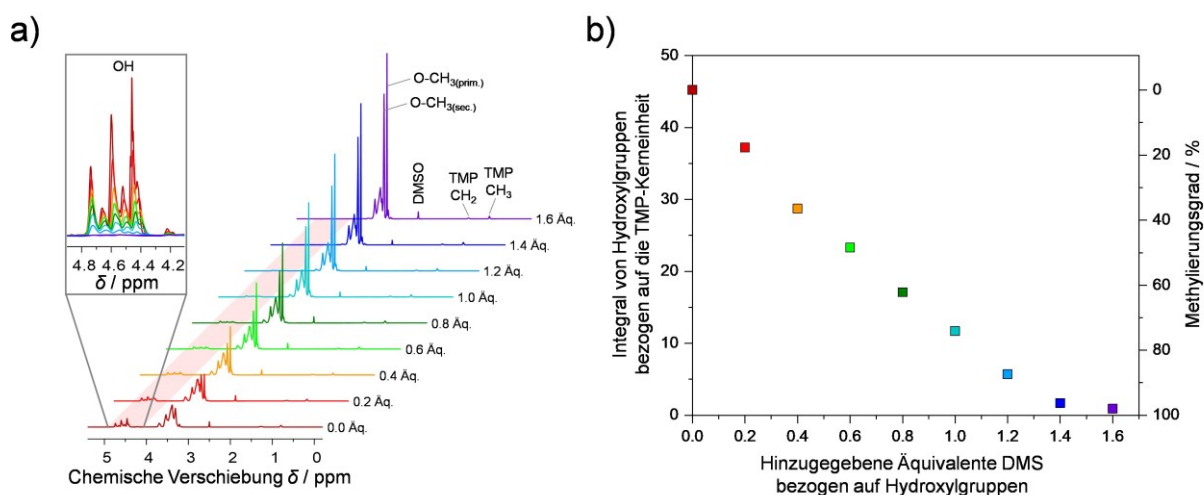 a)
OH
4.8 4.6 4.4 4.2
δ / ppm
O-CH3(prim.)
O-CH3(sec.)
DMSO
TMP
CH2
TMP
CH3
1.6 Äq.
1.4 Äq.
1.2 Äq.
1.0 Äq.
0.8 Äq.
0.6 Äq.
0.4 Äq.
0.2 Äq.
0.0 Äq.
5 4 3 2 1 0
Chemische Verschiebung δ / ppm
b)
Integral von Hydroxylgruppen
bezogen auf die TMP-Kerneinheit
50
40
30
20
10
0
0.0 0.2 0.4 0.6 0.8 1.0 1.2 1.4 1.6
Hinzugegebene Äquivalente DMS
bezogen auf Hydroxylgruppen
0
20
40
60
80
100
Methylierungsgrad / %